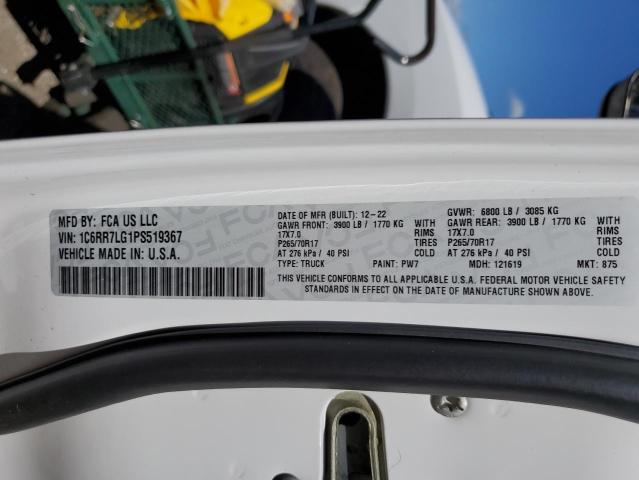 MFD BY: FCA US LLC
VIN: 1C6RR7LG1PS519367
VEHICLE MADE IN: U.S.A.
DATE OF MFR (BUILT): 12-22 GVWR: 6800 LB / 3085 KG
GAWR FRONT: 3900 LB / 1770 KG WITH GAWR REAR: 3900 LB / 1770 KG WITH
17X7.0 RIMS 17X7.0 RIMS
P265/70R17 TIRES P265/70R17 TIRES
AT 276 kPa / 40 PSI COLD AT 276 kPa / 40 PSI COLD
TYPE: TRUCK PAINT: PW7 MDH: 121619 MKT: 875
THIS VEHICLE CONFORMS TO ALL APPLICABLE U.S.A. FEDERAL MOTOR VEHICLE SAFETY
STANDARDS IN EFFECT ON THE DATE OF MANUFACTURE SHOWN ABOVE.